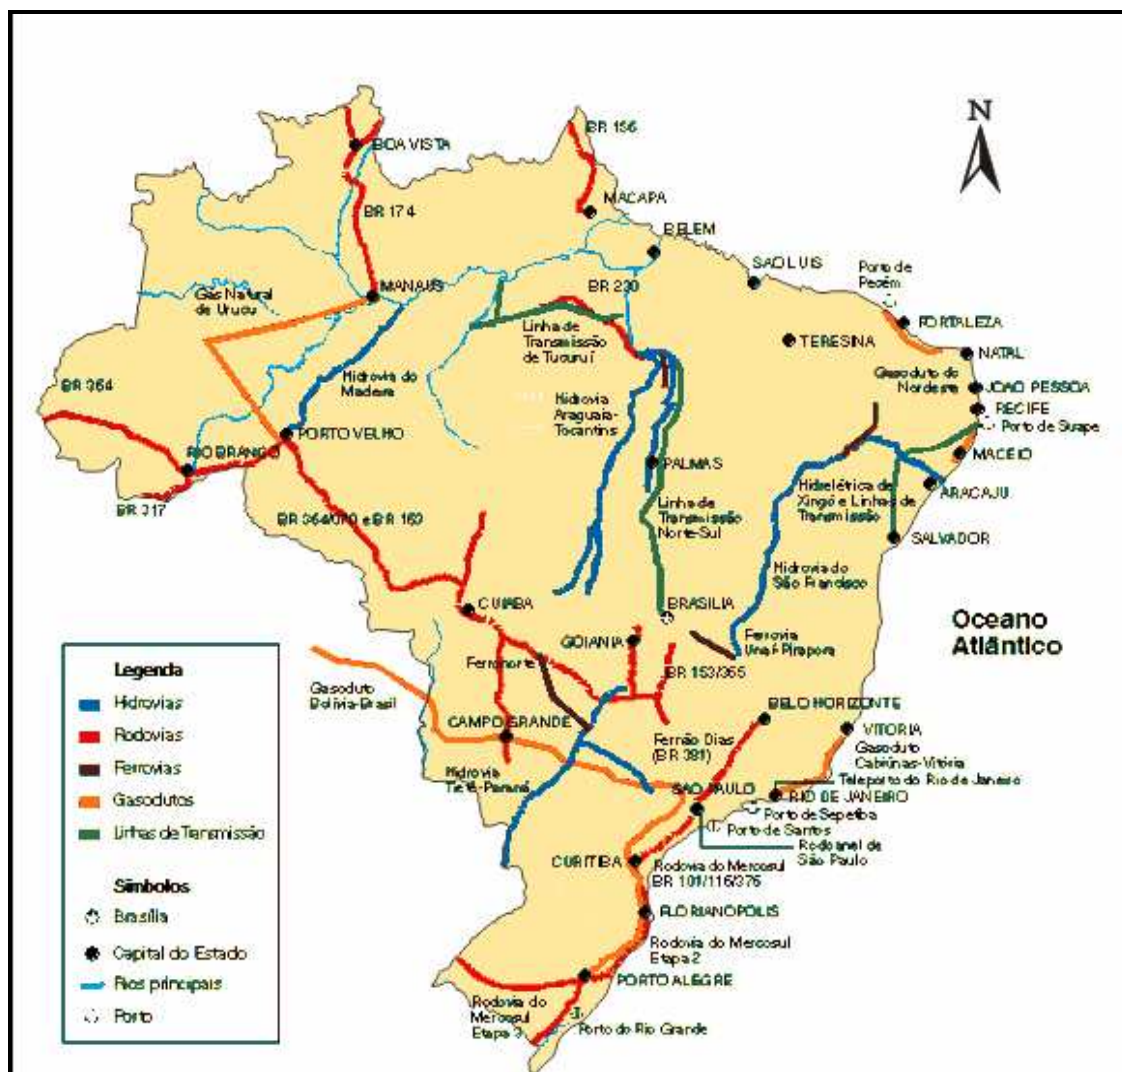 N
BR 156
BOA VISTA
MACAPA
BR 174
BELEM
SAO LUIS
Porto de
Pecém
BR 230
MANAUS
Gás Natural
de Urucu
FORTALEZA
Linha de
Transmissão
de Tucuruí
TERESINA
NATAL
Gasoduto do
Nordeste
JOAO PESSOA
BR 364
Hidrovia do
Madeira
Hidrovia
Araguaia-
Tocantins
RECIFE
Porto de Suape
PORTO VELHO
MACEIO
RIO BRANCO
PALMAS
Hidrelétrica de
Xingó e Linhas de
Transmissão
ARACAJU
BR 317
BR 364/070 e BR 163
Linha de
Transmissão
Norte-Sul
SALVADOR
Hidrovia do
São Francisco
CUIABA
BRASILIA
Oceano
Atlântico
GOIANIA
Ferrovia
Unaí-Pirapora
Ferronorte
BR 153/365
Gasoduto
Bolívia-Brasil
BELO HORIZONTE
CAMPO GRANDE
Fernão Dias
(BR 381)
VITORIA
Gasoduto
Cabiúnas-Vitória
Hidrovia
Tietê-Paraná
Teleporto do Rio de Janeiro
SAO PAULO
RIO DE JANEIRO
Porto de Sepetiba
Porto de Santos
Rodoanel de
São Paulo
CURITIBA
Rodovia do Mercosul
BR 101/116/376
FLORIANOPOLIS
Rodovia do Mercosul
Etapa 2
PORTO ALEGRE
Rodovia do
Mercosul
Etapa 3
Porto do Rio Grande
Legenda
Hidrovias
Rodovias
Ferrovias
Gasodutos
Linhas de Transmissão
Símbolos
Brasília
Capital do Estado
Rios principais
Porto